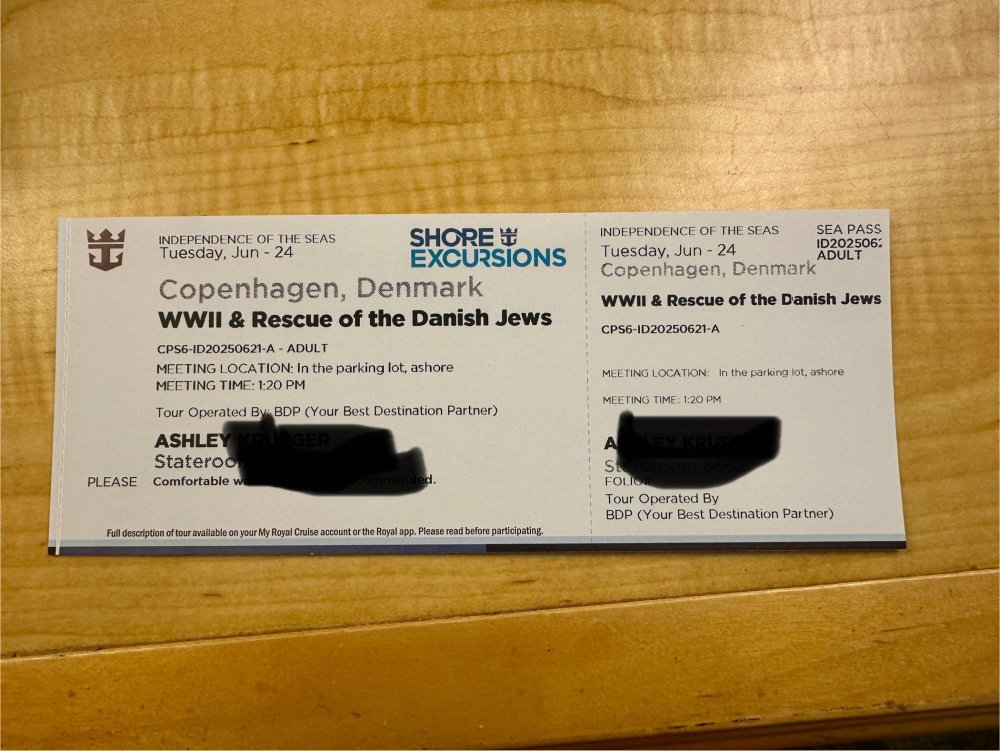 INDEPENDENCE OF THE SEAS
Tuesday, Jun - 24
SHORE
EXCURSIONS
Copenhagen, Denmark
WWII & Rescue of the Danish Jews
CPS6-ID20250621-A - ADULT
MEETING LOCATION: In the parking lot, ashore
MEETING TIME: 1:20 PM
Tour Operated By: BDP (Your Best Destination Partner)
ASHLEY
PLEASE Comfortable
Full description of tour available on your My Royal Cruise account or the Royal app. Please read before participating.
INDEPENDENCE OF THE SEAS
Tuesday, Jun - 24
Copenhagen, Denmark
SEA PASS
ID2025062
ADULT
WWII & Rescue of the Danish Jews
CPS6-ID20250621-A
MEETING LOCATION: In the parking lot, ashore
MEETING TIME: 1:20 PM
FOLIO#
Tour Operated By
BDP (Your Best Destination Partner)